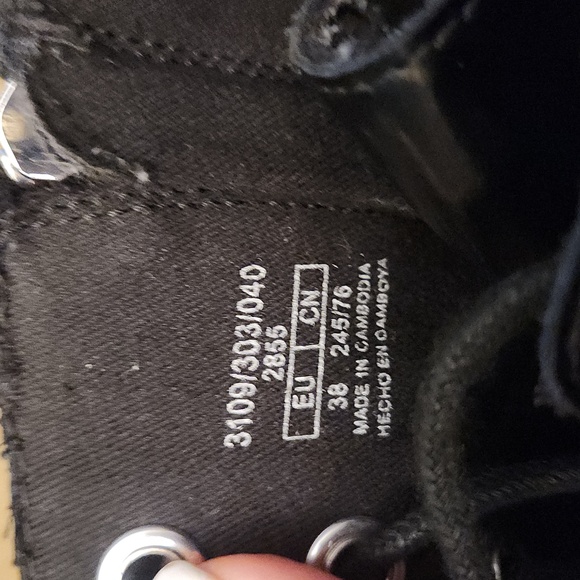 3109/303/040
2855
EU | CN
38 245/76
MADE IN CAMBODIA
HECHO EN CAMBOYA